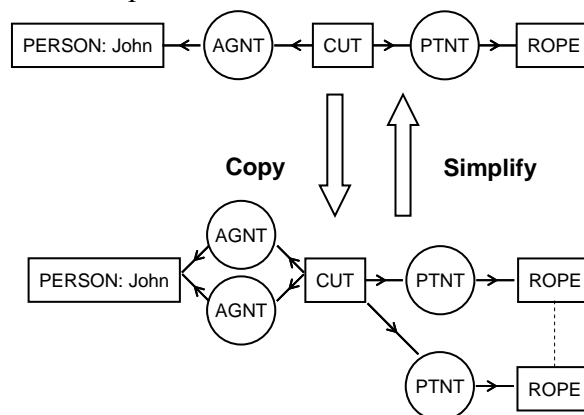 PERSON: John AGNT CUT PTNT ROPE
Copy Simplify
AGNT
PERSON: John CUT PTNT ROPE
AGNT
PTNT ROPE